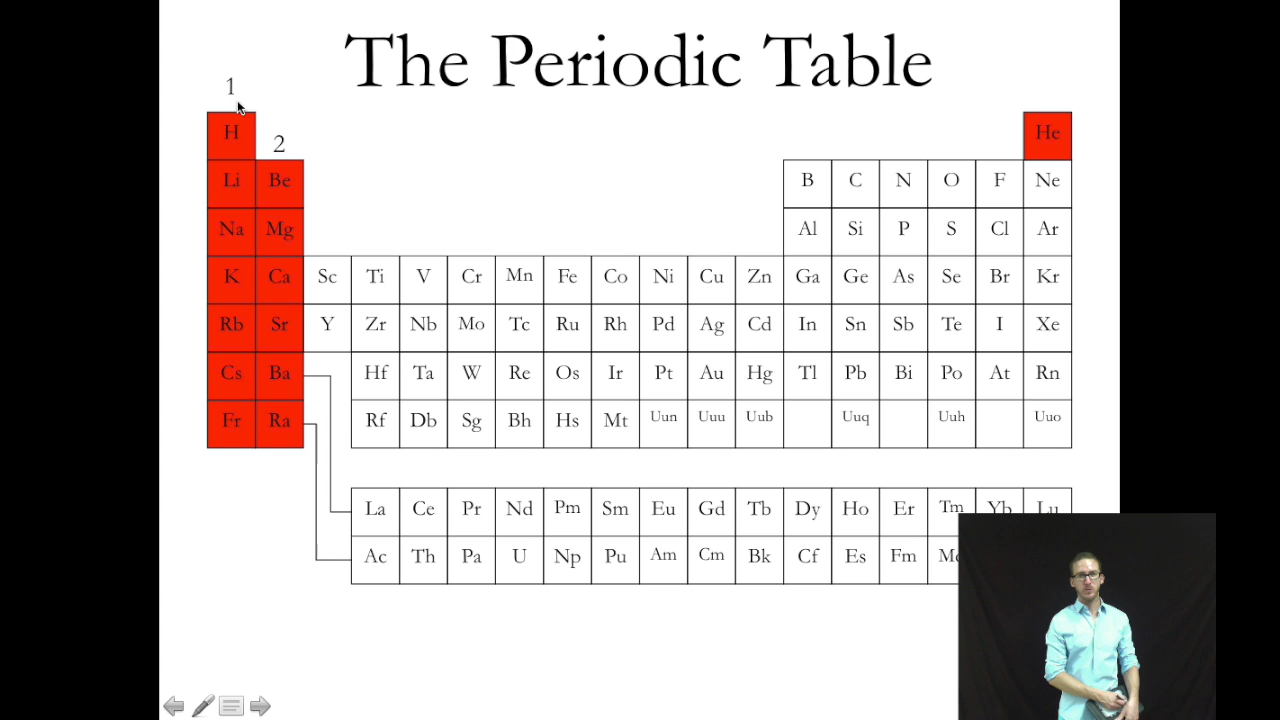 The Periodic Table
1
H He
2
Li Be B C N O F Ne
Na Mg Al Si P S Cl Ar
K Ca Sc Ti V Cr Mn Fe Co Ni Cu Zn Ga Ge As Se Br Kr
Rb Sr Y Zr Nb Mo Tc Ru Rh Pd Ag Cd In Sn Sb Te I Xe
Cs Ba Hf Ta W Re Os Ir Pt Au Hg Tl Pb Bi Po At Rn
Fr Ra Rf Db Sg Bh Hs Mt Uun Uuu Uub Uuq Uuh Uuo
La Ce Pr Nd Pm Sm Eu Gd Tb Dy Ho Er Tm Yb Lu
Ac Th Pa U Np Pu Am Cm Bk Cf Es Fm